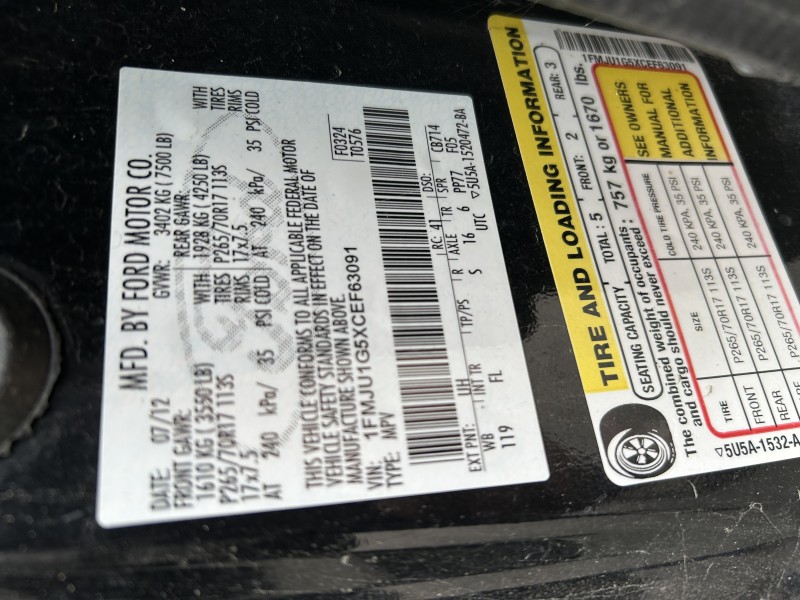 MFD. BY FORD MOTOR CO.
DATE: 07/12 GVWR: 3402 KG ( 7500 LB)
FRONT GAWR: REAR GAWR:
1610 KG ( 3550 LB) WITH 1928 KG ( 4250 LB) WITH
P265/70R17 113S TIRES P265/70R17 113S TIRES
17x7.5 RIMS 17x7.5 RIMS
AT 240 kPa/ 35 PSI COLD AT 240 kPa/ 35 PSI COLD
THIS VEHICLE CONFORMS TO ALL APPLICABLE FEDERAL MOTOR
VEHICLE SAFETY STANDARDS IN EFFECT ON THE DATE OF
MANUFACTURE SHOWN ABOVE.
VIN: 1FMJU1G5XCEF63091
TYPE: MPV
F0324
T0576
EXT PNT: UH RC: 41 DSO:
WB INT TR TP/PS R AXLE TR SPR CB714
119 FL S 16 6 PP77 F05
UTC ▽5U5A-1520472-BA
1FMJU1G5XCEF63091
TIRE AND LOADING INFORMATION
SEATING CAPACITY TOTAL: 5 FRONT: 2 REAR: 3
The combined weight of occupants
and cargo should never exceed : 757 kg or 1670 lbs.
TIRE SIZE COLD TIRE PRESSURE
FRONT P265/70R17 113S 240 KPA, 35 PSI
REAR P265/70R17 113S 240 KPA, 35 PSI
P265/70R17 113S 240 KPA, 35 PSI
SEE OWNERS
MANUAL FOR
ADDITIONAL
INFORMATION
▽5U5A-1532-A